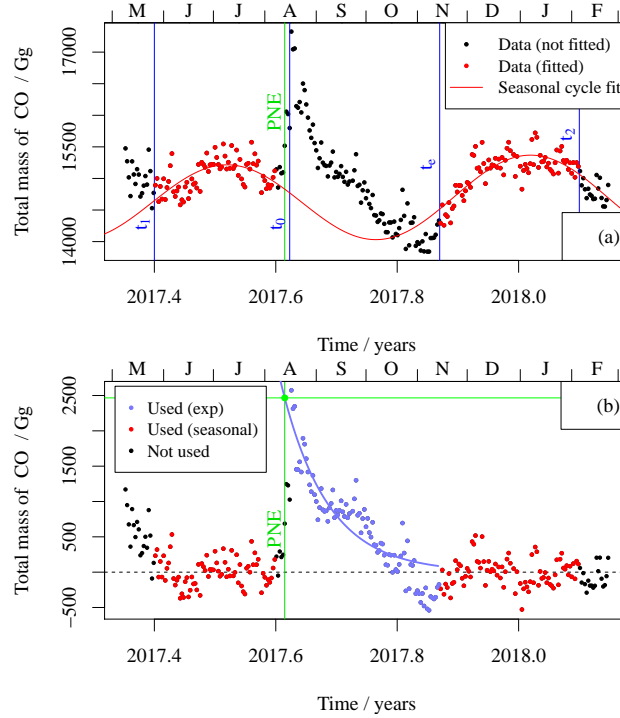 M J J A S O N D J F
17000
15500
14000
Total mass of CO / Gg
Data (not fitted)
Data (fitted)
Seasonal cycle fit
PNE
t1
t0
te
t2
(a)
2017.4 2017.6 2017.8 2018.0
Time / years
M J J A S O N D J F
2500
1500
500
−500
Total mass of CO / Gg
Used (exp)
Used (seasonal)
Not used
PNE
(b)
2017.4 2017.6 2017.8 2018.0
Time / years